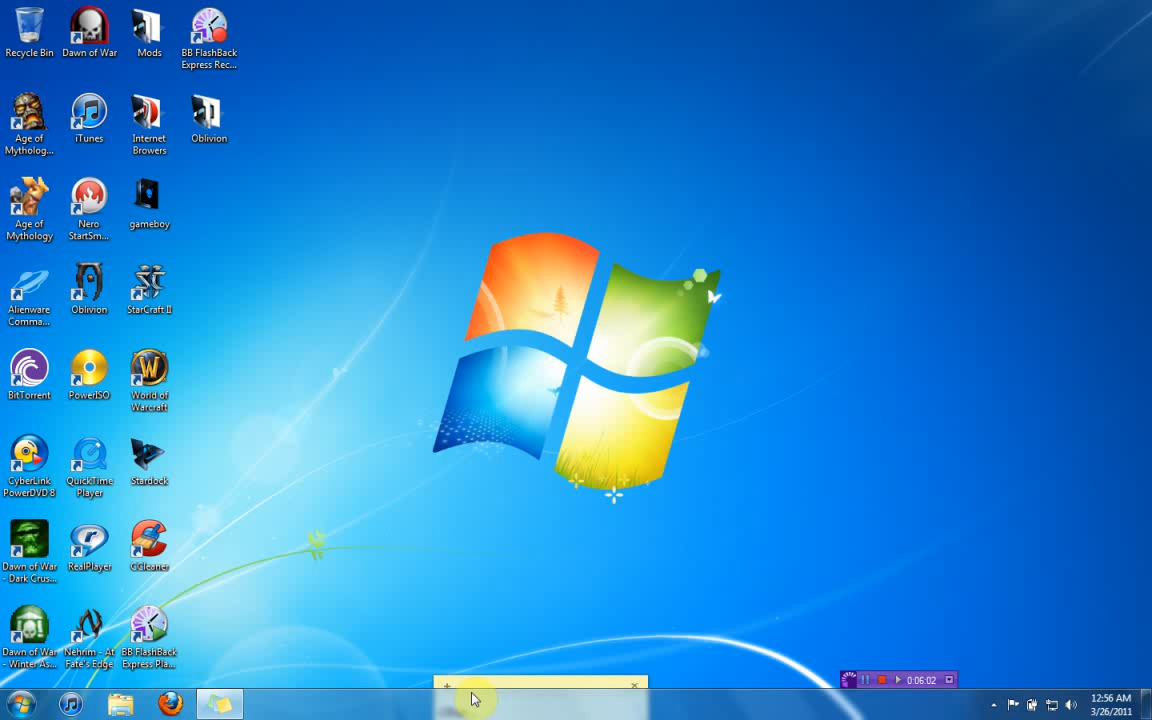 Recycle Bin
Dawn of War
Mods
BB FlashBack
Express Rec...
Age of
Mytholog...
iTunes
Internet
Browers
Oblivion
Age of
Mythology
Nero
StartSm...
gameboy
Alienware
Comma...
Oblivion
StarCraft II
BitTorrent
PowerISO
World of
Warcraft
CyberLink
PowerDVD 8
QuickTime
Player
Stardock
Dawn of War
- Dark Crus...
RealPlayer
CCleaner
Dawn of War
- Winter As...
Nehrim - At
Fate's Edge
BB FlashBack
Express Pla...
0:06:02
12:56 AM
3/26/2011